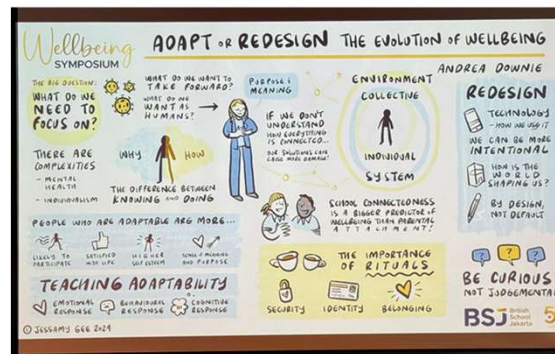 Wellbeing
SYMPOSIUM
ADAPT OR REDESIGN THE EVOLUTION OF WELLBEING
ANDREA DOWNIE
THE BIG QUESTION:
WHAT DO WE
NEED TO
FOCUS ON?
WHAT DO WE WANT TO
TAKE FORWARD?
WHAT DO
WE WANT AS
HUMANS?
THERE ARE
COMPLEXITIES
- MENTAL
HEALTH
- INDIVIDUALISM
WHY
HOW
THE DIFFERENCE BETWEEN
KNOWING AND DOING
PURPOSE &
MEANING
IF WE DON'T
UNDERSTAND
HOW EVERYTHING
IS CONNECTED...
OUR SOLUTIONS CAN
CAUSE MORE DAMAGE!
ENVIRONMENT
COLLECTIVE
INDIVIDUAL
SYSTEM
SCHOOL CONNECTEDNESS
IS A BIGGER PREDICTOR OF
WELLBEING THAN PARENTAL
ATTACHMENT!
REDESIGN
TECHNOLOGY
- HOW WE USE IT
WE CAN BE MORE
INTENTIONAL
HOW IS THE
WORLD
SHAPING US?
BY DESIGN,
NOT DEFAULT
PEOPLE WHO ARE ADAPTABLE ARE MORE...
LIKELY TO
PARTICIPATE
SATISFIED
WITH LIFE
HIGHER
SELF ESTEEM
SENSE OF MEANING
AND PURPOSE
TEACHING ADAPTABILITY
EMOTIONAL
RESPONSE
BEHAVIOURAL
RESPONSE
COGNITIVE
RESPONSE
THE IMPORTANCE
OF RITUALS
SECURITY
IDENTITY
BELONGING
? ? ?
BE CURIOUS
NOT JUDGEMENTAL
BSJ British
School
Jakarta
© JESSAMY GEE 2024